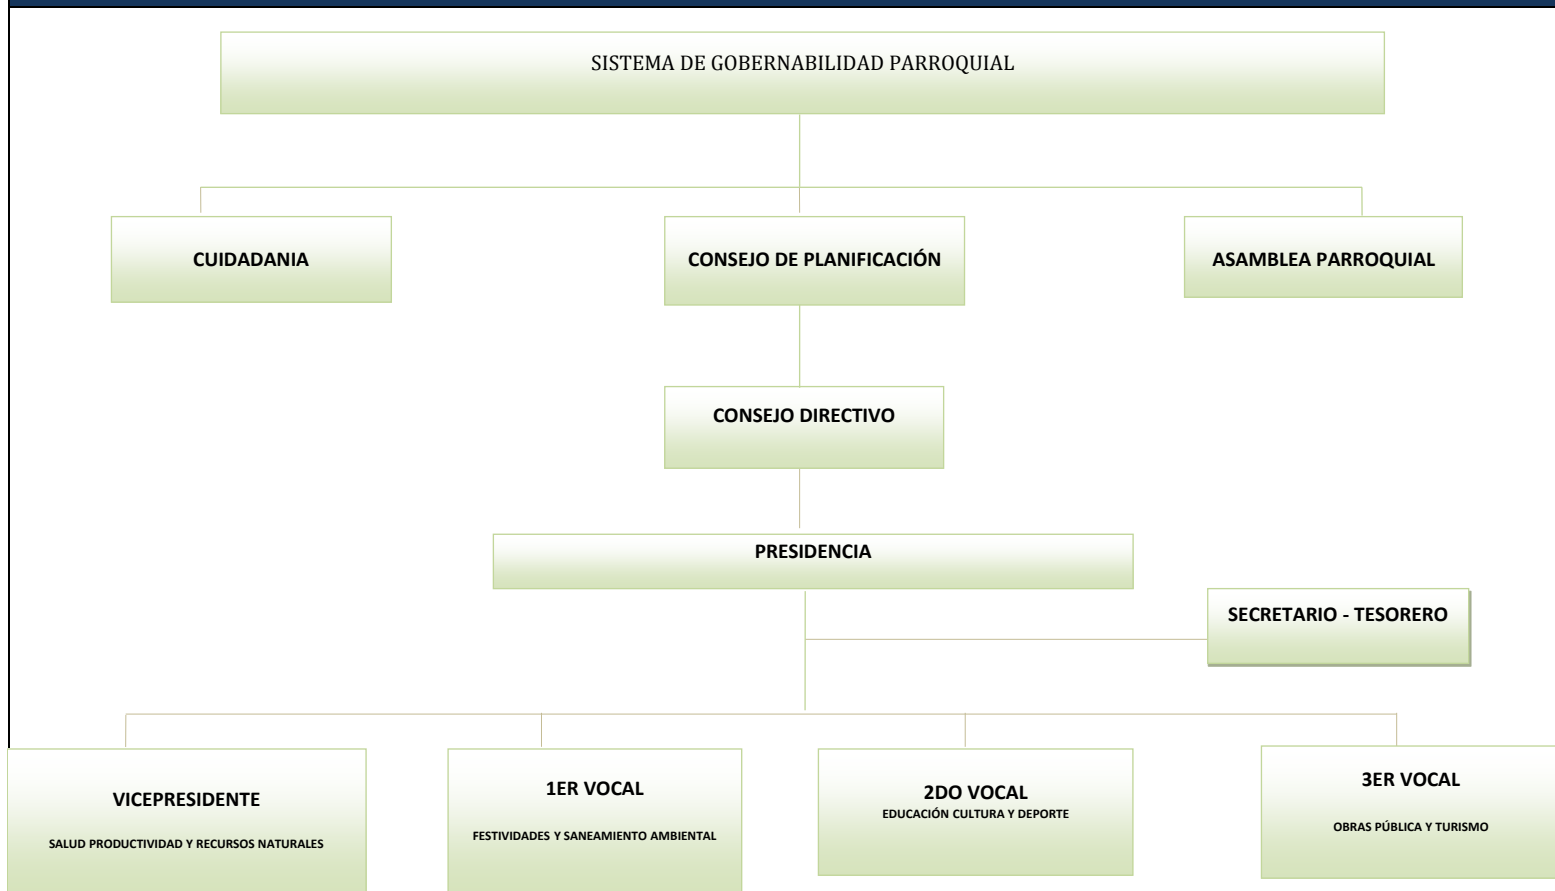 SISTEMA DE GOBERNABILIDAD PARROQUIAL
CUIDADANIA
CONSEJO DE PLANIFICACIÓN
ASAMBLEA PARROQUIAL
CONSEJO DIRECTIVO
PRESIDENCIA
SECRETARIO - TESORERO
VICEPRESIDENTE
SALUD PRODUCTIVIDAD Y RECURSOS NATURALES
1ER VOCAL
FESTIVIDADES Y SANEAMIENTO AMBIENTAL
2DO VOCAL
EDUCACIÓN CULTURA Y DEPORTE
3ER VOCAL
OBRAS PÚBLICA Y TURISMO